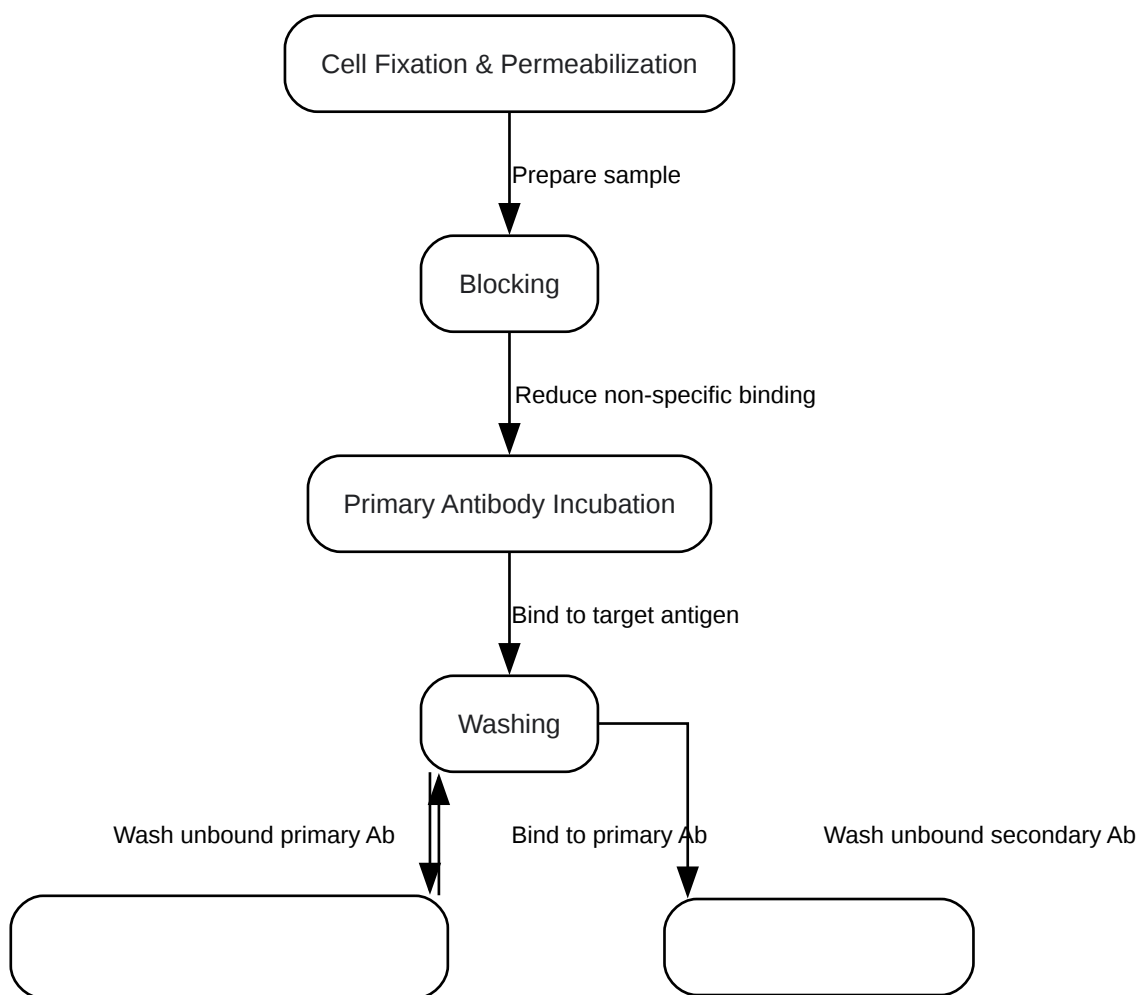 Cell Fixation & Permeabilization
Prepare sample
Blocking
Reduce non-specific binding
Primary Antibody Incubation
Bind to target antigen
Washing
Wash unbound primary Ab
Bind to primary Ab
Wash unbound secondary Ab